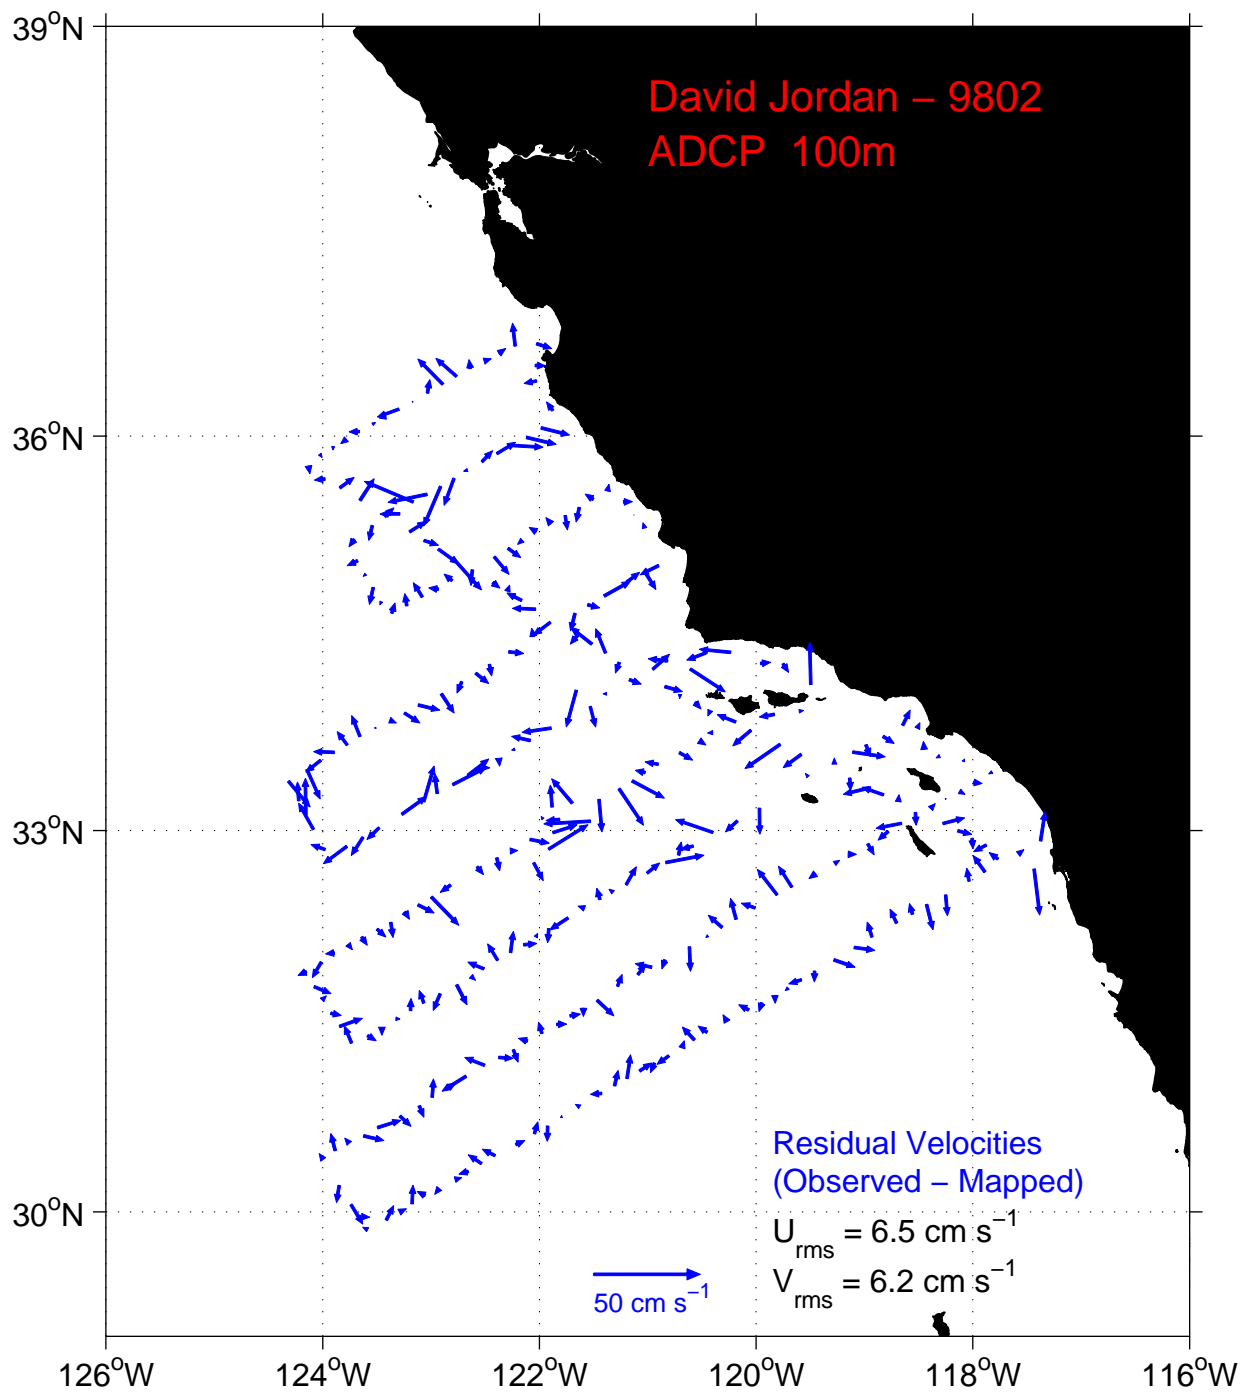 39°N
David Jordan – 9802
ADCP 100m
36°N
33°N
Residual Velocities
(Observed – Mapped)
30°N
U_rms = 6.5 cm s⁻¹
V_rms = 6.2 cm s⁻¹
50 cm s⁻¹
126°W 124°W 122°W 120°W 118°W 116°W